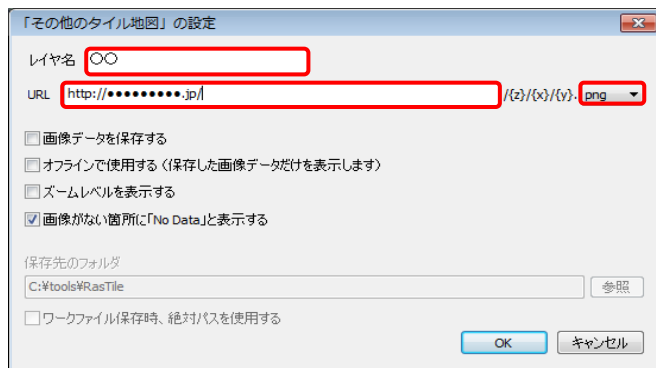 「その他のタイル地図」の設定
レイヤ名 〇〇
URL http://●●●●●●●●●.jp/ /{z}/{x}/{y}. png
画像データを保存する
オフラインで使用する(保存した画像データだけを表示します)
ズームレベルを表示する
画像がない箇所に「No Data」と表示する
保存先のフォルダ
C:¥tools¥RasTile 参照
ワークファイル保存時、絶対パスを使用する
OK キャンセル